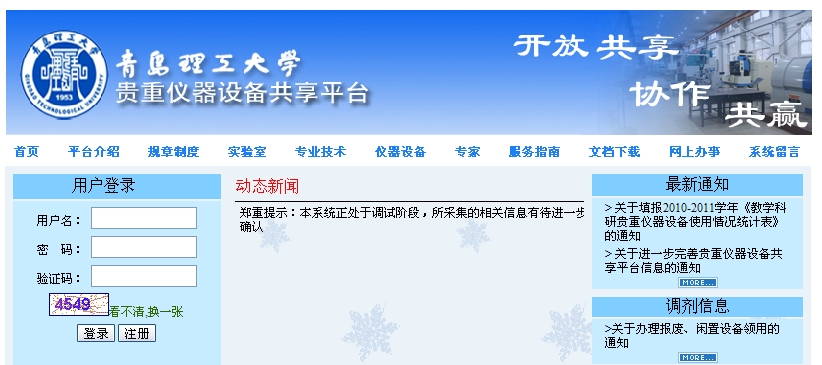 青岛理工大学
贵重仪器设备共享平台
开放 共享
协作
共赢
QINGDAO TECHNOLOGICAL UNIVERSITY
1953
首页 平台介绍 规章制度 实验室 专业技术 仪器设备 专家 服务指南 文档下载 网上办事 系统留言
用户登录
用户名：
密 码：
验证码：
4549 看不清,换一张
登录 注册
动态新闻
郑重提示：本系统正处于调试阶段，所采集的相关信息有待进一步
确认
最新通知
> 关于填报2010-2011学年《教学科
研贵重仪器设备使用情况统计表》
的通知
> 关于进一步完善贵重仪器设备共
享平台信息的通知
MORE...
调剂信息
>关于办理报废、闲置设备领用的
通知
MORE...